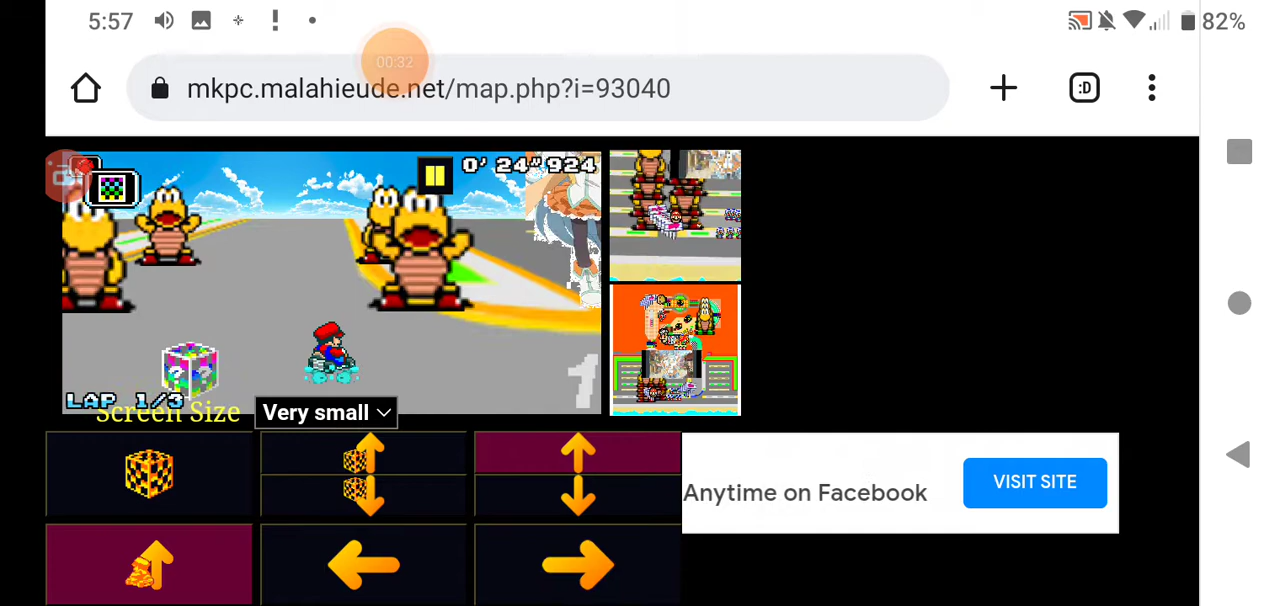 5:57
82%
00:32
mkpc.malahieude.net/map.php?i=93040
:D
0'24"924
1
LAP 1/3
Screen Size
Very small
Anytime on Facebook
VISIT SITE